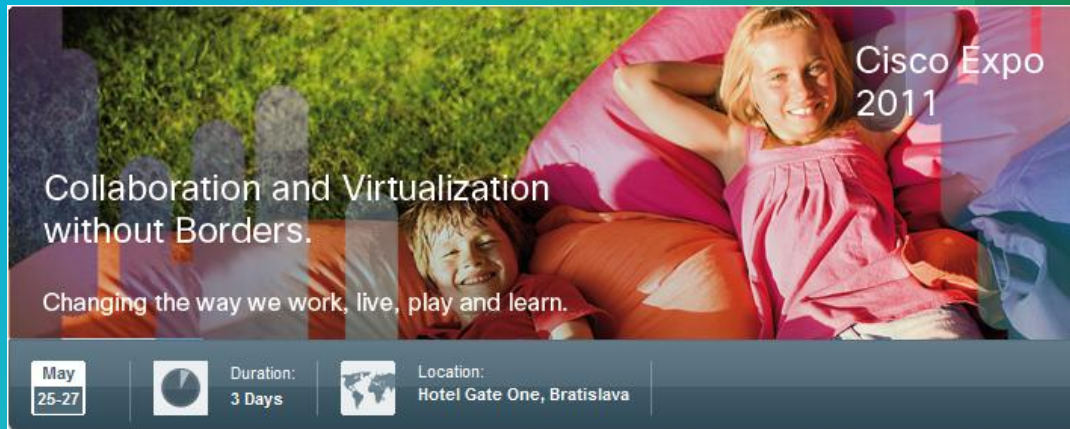 Cisco Expo
2011
Collaboration and Virtualization
without Borders.
Changing the way we work, live, play and learn.
May
25-27
Duration:
3 Days
Location:
Hotel Gate One, Bratislava